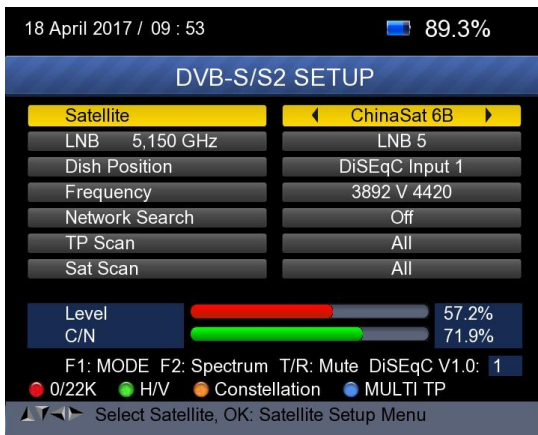 18 April 2017 / 09 : 53 89.3%
DVB-S/S2 SETUP
Satellite ChinaSat 6B
LNB 5,150 GHz LNB 5
Dish Position DiSEqC Input 1
Frequency 3892 V 4420
Network Search Off
TP Scan All
Sat Scan All
Level 57.2%
C/N 71.9%
F1: MODE F2: Spectrum T/R: Mute DiSEqC V1.0: 1
0/22K H/V Constellation MULTI TP
Select Satellite, OK: Satellite Setup Menu